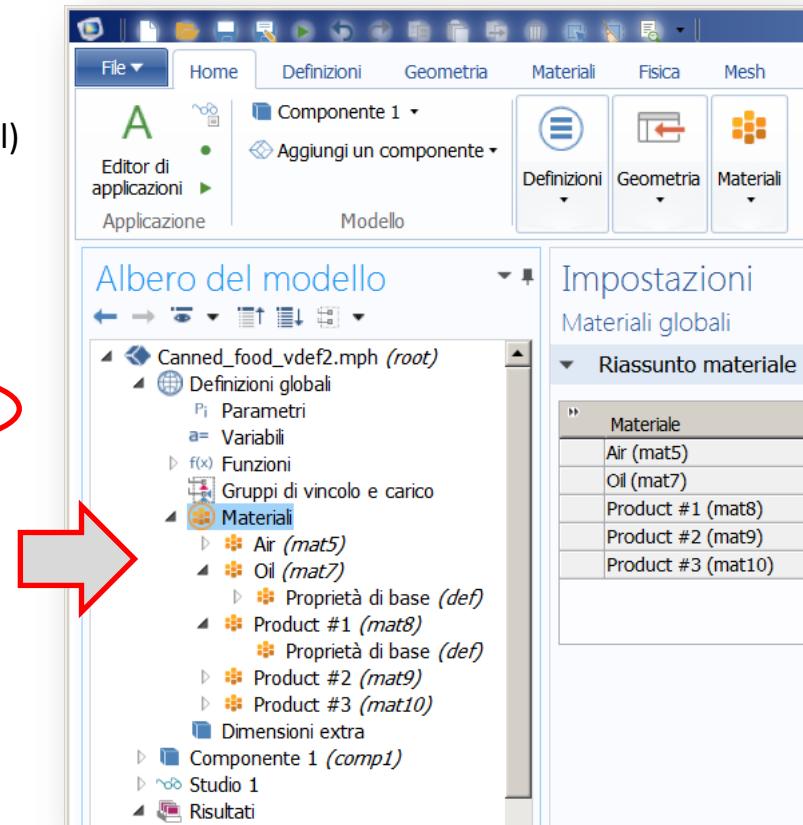 l)
File Home Definizioni Geometria Materiali Fisica Mesh
A
Editor di
applicazioni
Componente 1
Aggiungi un componente
Definizioni Geometria Materiali
Applicazione Modello
Albero del modello
Canned_food_vdef2.mph (root)
Definizioni globali
Pi Parametri
a= Variabili
f(x) Funzioni
Gruppi di vincolo e carico
Materiali
Air (mat5)
Oil (mat7)
Proprietà di base (def)
Product #1 (mat8)
Proprietà di base (def)
Product #2 (mat9)
Product #3 (mat10)
Dimensioni extra
Componente 1 (comp1)
Studio 1
Risultati
Impostazioni
Materiali globali
Riassunto materiale
Materiale
Air (mat5)
Oil (mat7)
Product #1 (mat8)
Product #2 (mat9)
Product #3 (mat10)